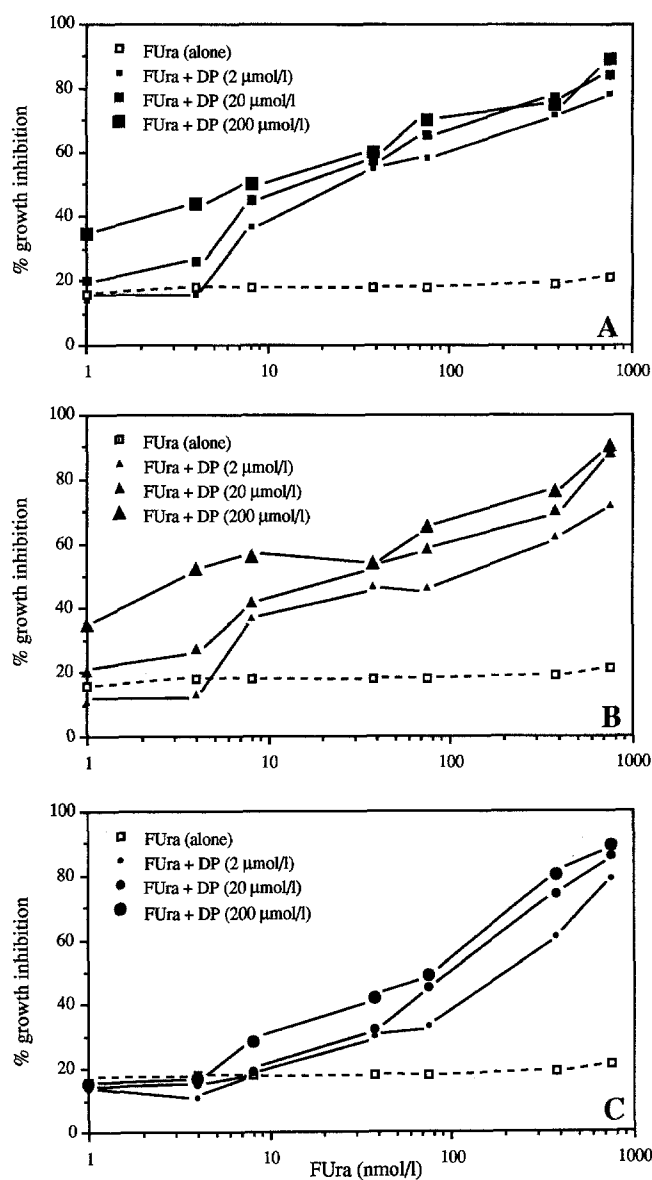 100
80
60
40
20
0
% growth inhibition
FUra (alone)
FUra + DP (2 µmol/l)
FUra + DP (20 µmol/l
FUra + DP (200 µmol/l)
A
1
10
100
1000
100
80
60
40
20
0
% growth inhibition
FUra (alone)
FUra + DP (2 µmol/l)
FUra + DP (20 µmol/l)
FUra + DP (200 µmol/l)
B
1
10
100
1000
100
80
60
40
20
0
% growth inhibition
FUra (alone)
FUra + DP (2 µmol/l)
FUra + DP (20 µmol/l)
FUra + DP (200 µmol/l)
C
1
10
100
1000
FUra (nmol/l)